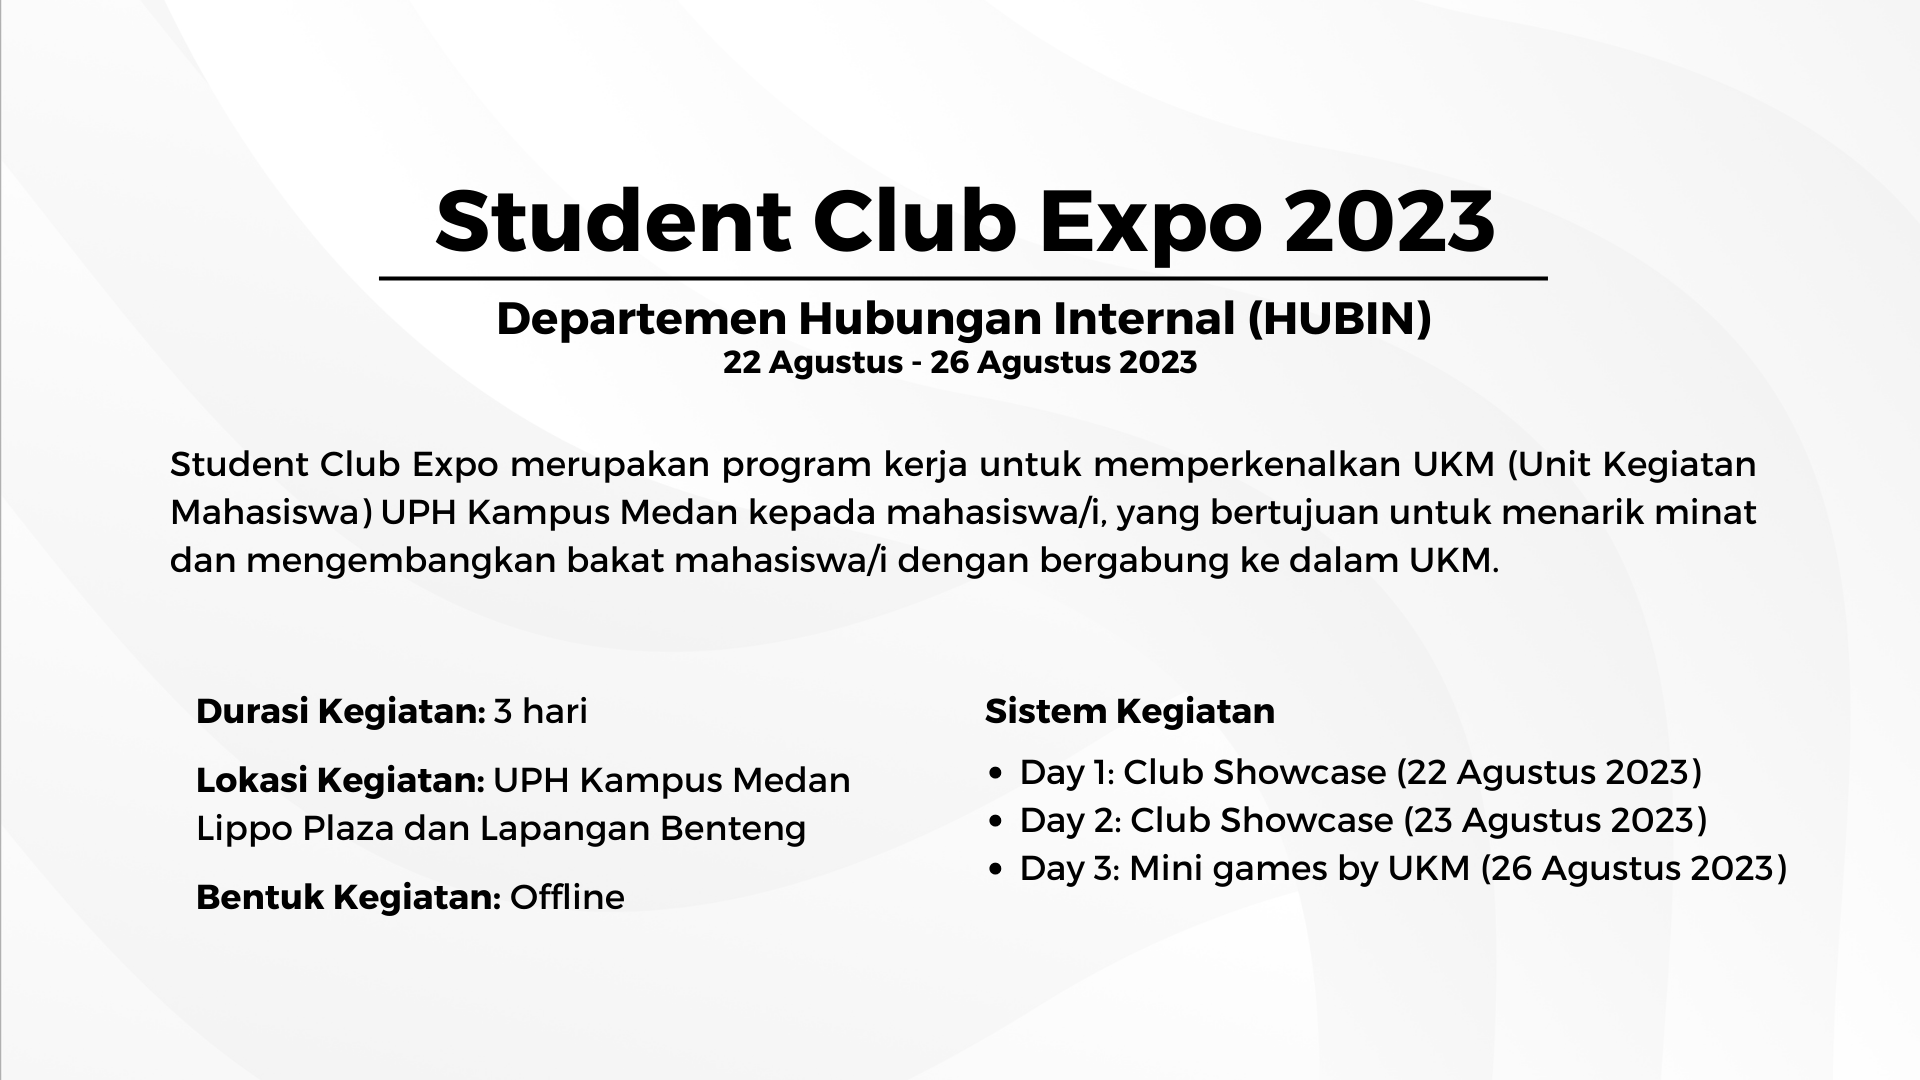 Student Club Expo 2023
Departemen Hubungan Internal (HUBIN)
22 Agustus - 26 Agustus 2023
Student Club Expo merupakan program kerja untuk memperkenalkan UKM (Unit Kegiatan
Mahasiswa) UPH Kampus Medan kepada mahasiswa/i, yang bertujuan untuk menarik minat
dan mengembangkan bakat mahasiswa/i dengan bergabung ke dalam UKM.
Durasi Kegiatan: 3 hari
Lokasi Kegiatan: UPH Kampus Medan
Lippo Plaza dan Lapangan Benteng
Bentuk Kegiatan: Offline
Sistem Kegiatan
• Day 1: Club Showcase (22 Agustus 2023)
• Day 2: Club Showcase (23 Agustus 2023)
• Day 3: Mini games by UKM (26 Agustus 2023)